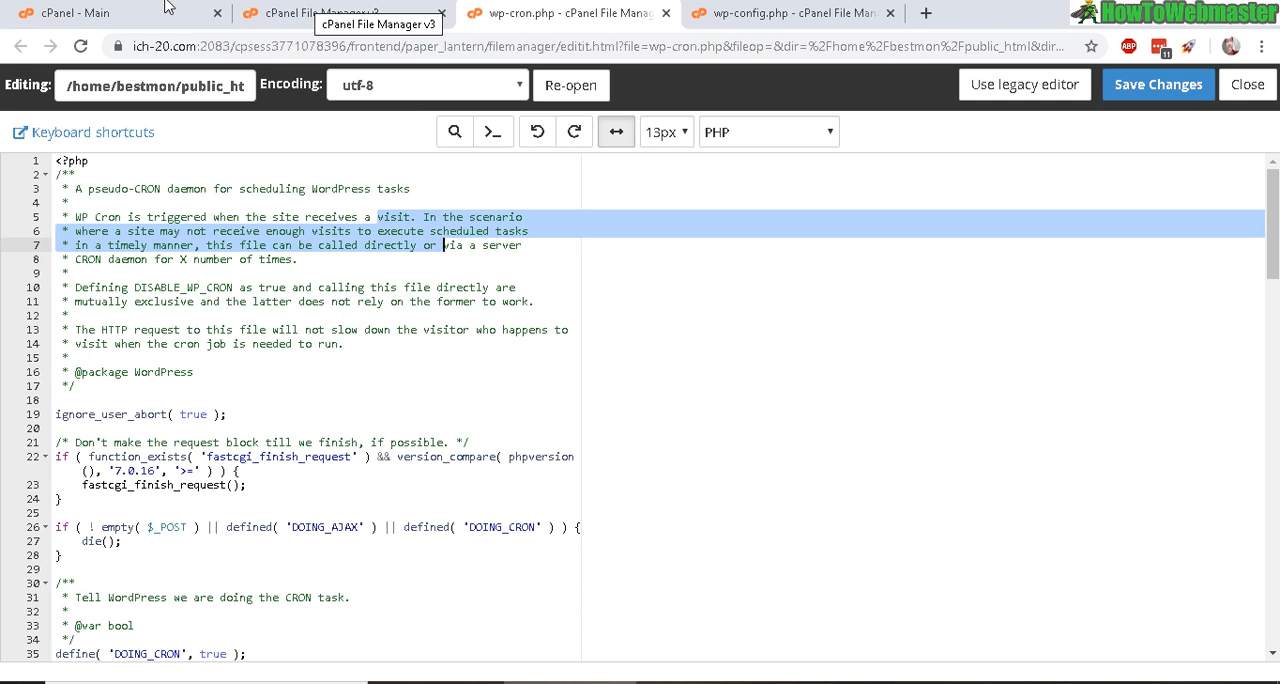 cPanel - Main
cPanel File Manager v3
wp-cron.php - cPanel File Manag
wp-config.php - cPanel File Man
HowToWebmaster
cPanel File Manager v3
ich-20.com:2083/cpsess3771078396/frontend/paper_lantern/filemanager/editit.html?file=wp-cron.php&fileop=&dir=%2Fhome%2Fbestmon%2Fpublic_html&dir...
ABP
11
Editing:
/home/bestmon/public_ht
Encoding:
utf-8
Re-open
Use legacy editor
Save Changes
Close
Keyboard shortcuts
13px
PHP
1 <?php
2 /**
3 * A pseudo-CRON daemon for scheduling WordPress tasks
4 *
5 * WP Cron is triggered when the site receives a visit. In the scenario
6 * where a site may not receive enough visits to execute scheduled tasks
7 * in a timely manner, this file can be called directly or via a server
8 * CRON daemon for X number of times.
9 *
10 * Defining DISABLE_WP_CRON as true and calling this file directly are
11 * mutually exclusive and the latter does not rely on the former to work.
12 *
13 * The HTTP request to this file will not slow down the visitor who happens to
14 * visit when the cron job is needed to run.
15 *
16 * @package WordPress
17 */
18
19 ignore_user_abort( true );
20
21 /* Don't make the request block till we finish, if possible. */
22 if ( function_exists( 'fastcgi_finish_request' ) && version_compare( phpversion
(), '7.0.16', '>=' ) ) {
23 fastcgi_finish_request();
24 }
25
26 if ( ! empty( $_POST ) || defined( 'DOING_AJAX' ) || defined( 'DOING_CRON' ) ) {
27 die();
28 }
29
30 /**
31 * Tell WordPress we are doing the CRON task.
32 *
33 * @var bool
34 */
35 define( 'DOING_CRON', true );